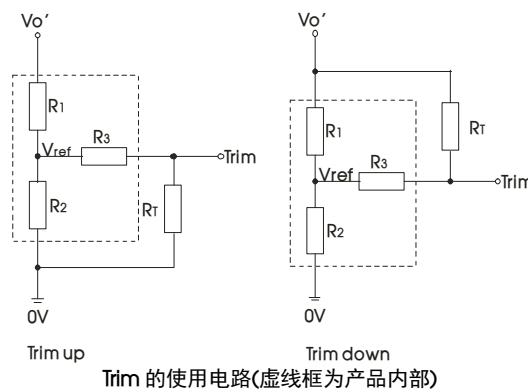 Vo'
R1
R3
Vref
Trim
R2
RT
0V
Trim up
Vo'
R1
RT
R3
Vref
Trim
R2
0V
Trim down
Trim 的使用电路(虚线框为产品内部)